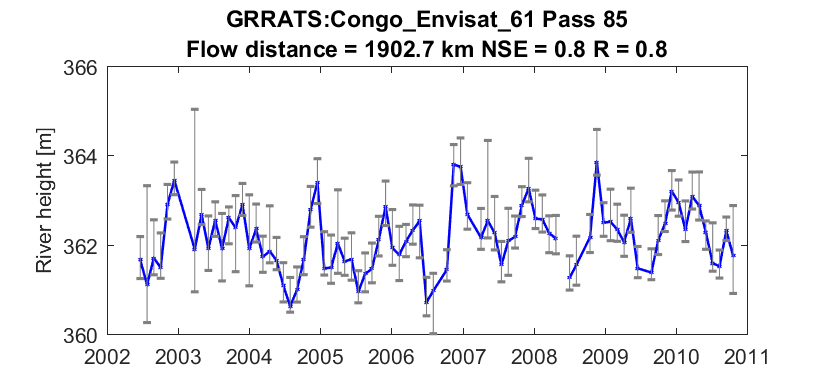 GRRATS:Congo_Envisat_61 Pass 85
Flow distance = 1902.7 km NSE = 0.8 R = 0.8
River height [m]
366
364
362
360
2002 2003 2004 2005 2006 2007 2008 2009 2010 2011